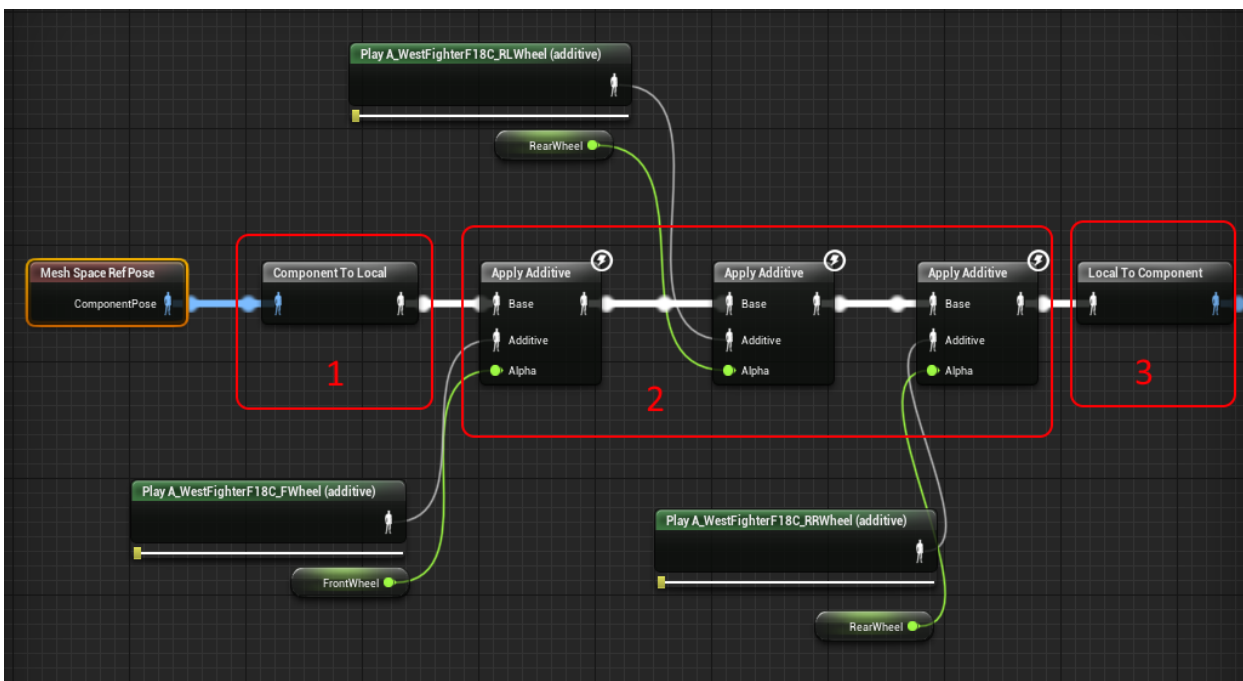 Play A_WestFighterF18C_RLWheel (additive)
RearWheel
Mesh Space Ref Pose
ComponentPose
Component To Local
1
Apply Additive
Base
Additive
Alpha
Apply Additive
Base
Additive
Alpha
Apply Additive
Base
Additive
Alpha
2
Local To Component
3
Play A_WestFighterF18C_FWheel (additive)
FrontWheel
Play A_WestFighterF18C_RRWheel (additive)
RearWheel